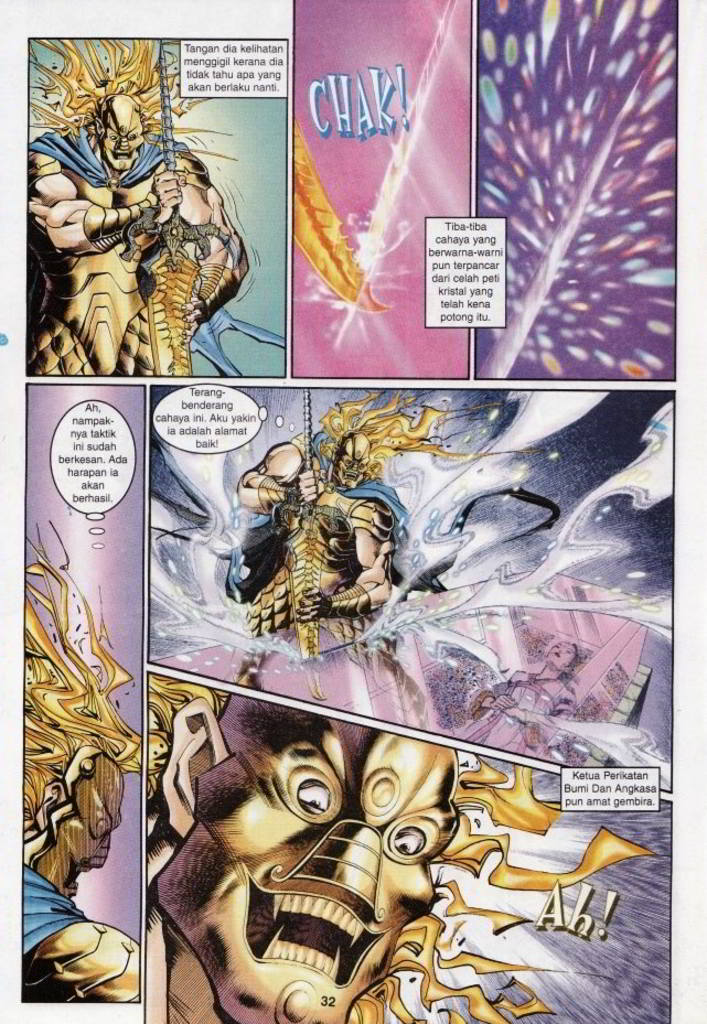 Tangan dia kelihatan
menggigil kerana dia
tidak tahu apa yang
akan berlaku nanti.
CHAK!
Tiba-tiba
cahaya yang
berwarna-warni
pun terpancar
dari celah peti
kristal yang
telah kena
potong itu.
Ah,
nampak-
nya taktik
ini sudah
berkesan. Ada
harapan ia
akan
berhasil.
Terang-
benderang
cahaya ini. Aku yakin
ia adalah alamat
baik!
Ketua Perikatan
Bumi Dan Angkasa
pun amat gembira.
Ah!
32